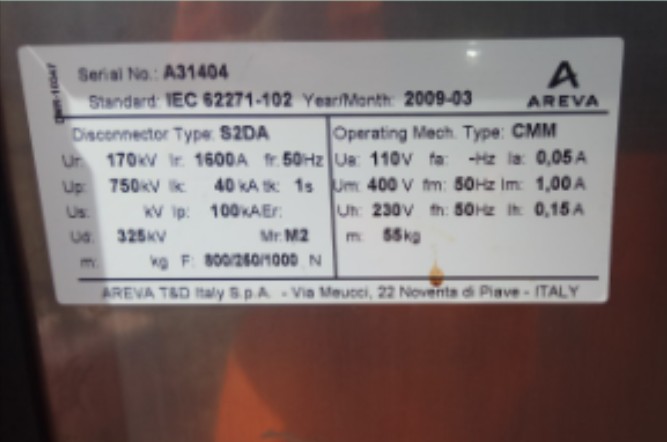 Serial No.: A31404
Standard: IEC 62271-102 Year/Month: 2009-03
AREVA
Disconnector Type: S2DA
Ur: 170kV Ir: 1600A fr: 50Hz
Up: 750kV Ik: 40 kA tk: 1s
Us: kV Ip: 100kA Er:
Ud: 325kV Mr: M2
m: kg F: 800/250/1000 N
Operating Mech. Type: CMM
Ua: 110V fa: -Hz Ia: 0,05A
Um: 400 V fm: 50Hz Im: 1,00A
Uh: 230V fh: 50Hz Ih: 0,15A
m: 55kg
AREVA T&D Italy S.p.A. - Via Meucci, 22 Noventa di Piave - ITALY